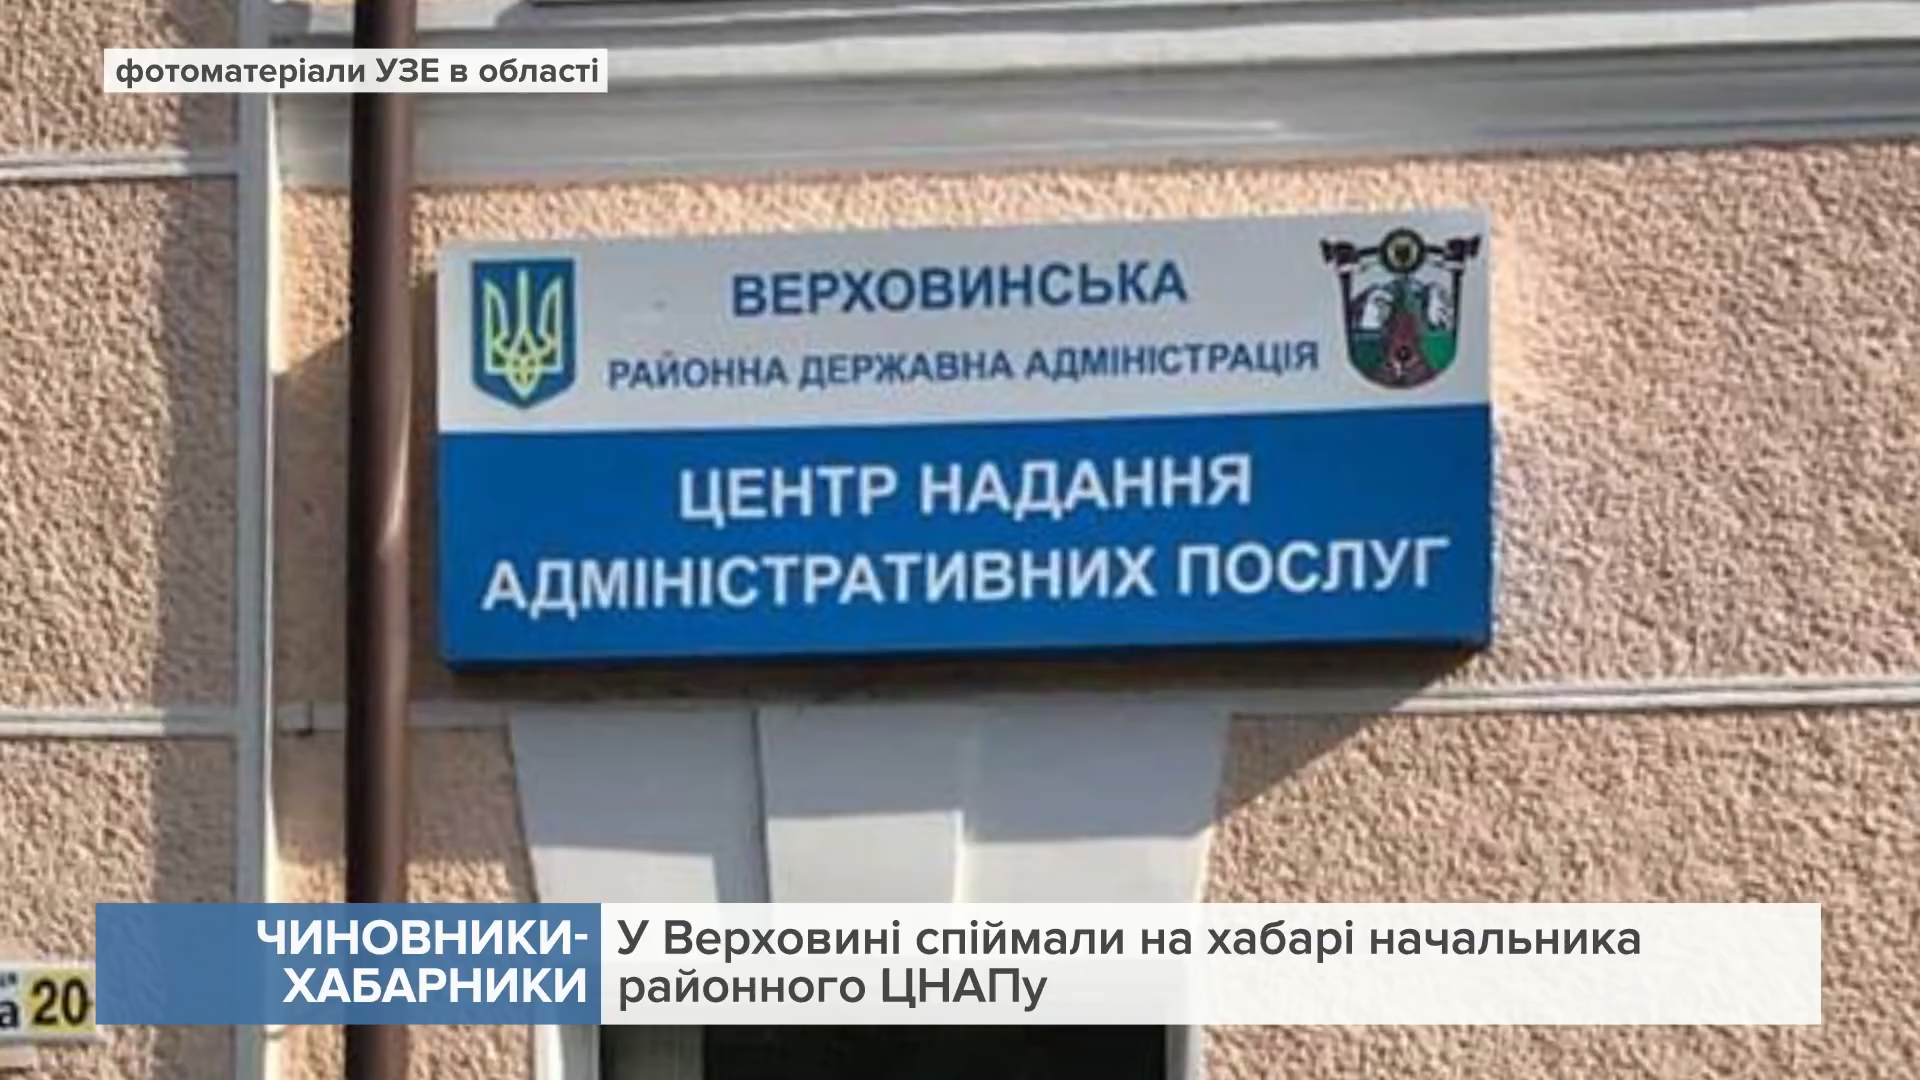 фотоматеріали УЗЕ в області
ВЕРХОВИНСЬКА
РАЙОННА ДЕРЖАВНА АДМІНІСТРАЦІЯ
ЦЕНТР НАДАННЯ
АДМІНІСТРАТИВНИХ ПОСЛУГ
ЧИНОВНИКИ-
ХАБАРНИКИ
У Верховині спіймали на хабарі начальника
районного ЦНАПу
20